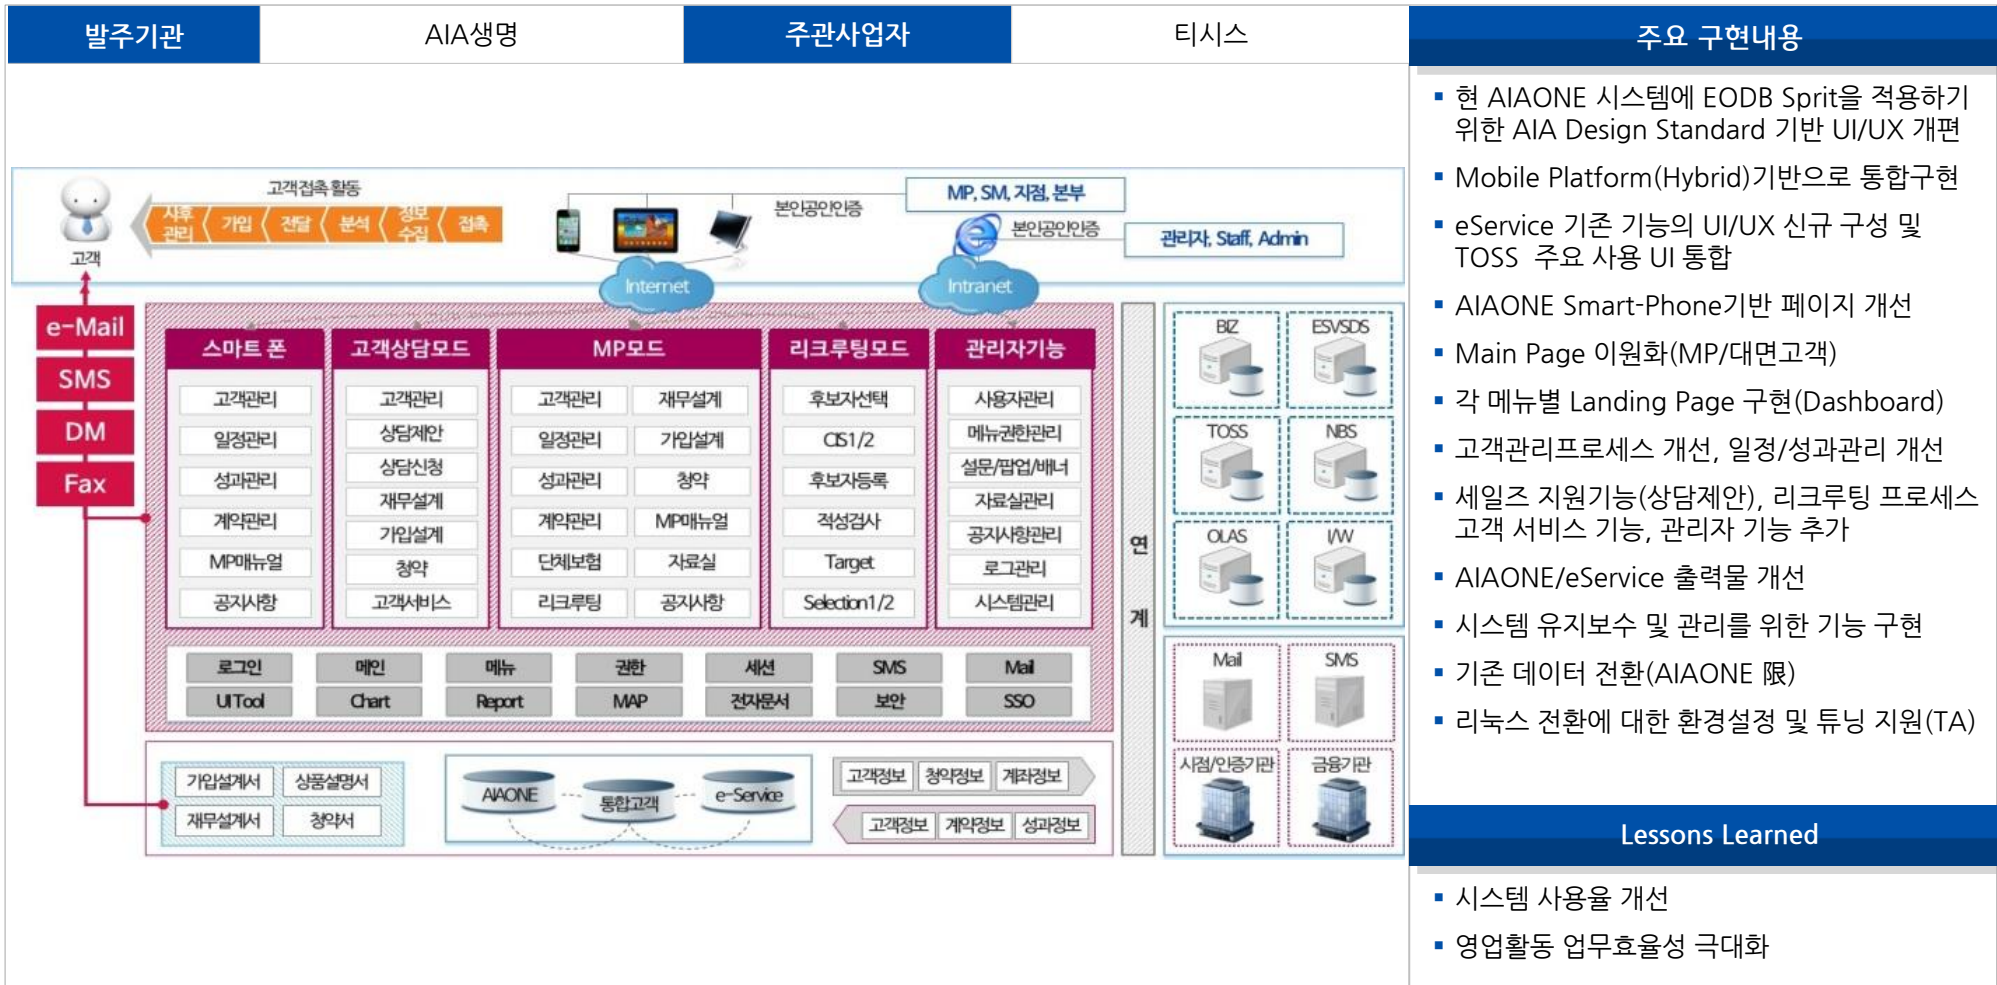 발주기관
AIA생명
주관사업자
티시스
주요 구현내용
고객
고객접촉 활동
사후
관리
가입
전달
분석
정보
수집
접촉
본인공인인증
MP, SM, 지점, 본부
본인공인인증
관리자, Staff, Admin
Internet
Intranet
e-Mail
SMS
DM
Fax
스마트 폰
고객관리
일정관리
성과관리
계약관리
MP매뉴얼
공지사항
고객상담모드
고객관리
상담제안
상담신청
재무설계
가입설계
청약
고객서비스
MP모드
고객관리
재무설계
일정관리
가입설계
성과관리
청약
계약관리
MP매뉴얼
단체보험
자료실
리크루팅
공지사항
리크루팅모드
후보자선택
CIS1/2
후보자등록
적성검사
Target
Selection1/2
관리자기능
사용자관리
메뉴권한관리
설문/팝업/배너
자료실관리
공지사항관리
로그관리
시스템관리
로그인
메인
메뉴
권한
세션
SMS
Mail
UI Tool
Chart
Report
MAP
전자문서
보안
SSO
가입설계서
상품설명서
재무설계서
청약서
AIAONE
통합고객
e-Service
고객정보
청약정보
계좌정보
고객정보
계약정보
성과정보
연
계
BIZ
ESVSDS
TOSS
NBS
OLAS
I/W
Mail
SMS
시점/인증기관
금융기관
▪ 현 AIAONE 시스템에 EODB Sprit을 적용하기
위한 AIA Design Standard 기반 UI/UX 개편
▪ Mobile Platform(Hybrid)기반으로 통합구현
▪ eService 기존 기능의 UI/UX 신규 구성 및
TOSS 주요 사용 UI 통합
▪ AIAONE Smart-Phone기반 페이지 개선
▪ Main Page 이원화(MP/대면고객)
▪ 각 메뉴별 Landing Page 구현(Dashboard)
▪ 고객관리프로세스 개선, 일정/성과관리 개선
▪ 세일즈 지원기능(상담제안), 리크루팅 프로세스
고객 서비스 기능, 관리자 기능 추가
▪ AIAONE/eService 출력물 개선
▪ 시스템 유지보수 및 관리를 위한 기능 구현
▪ 기존 데이터 전환(AIAONE 限)
▪ 리눅스 전환에 대한 환경설정 및 튜닝 지원(TA)
Lessons Learned
▪ 시스템 사용율 개선
▪ 영업활동 업무효율성 극대화